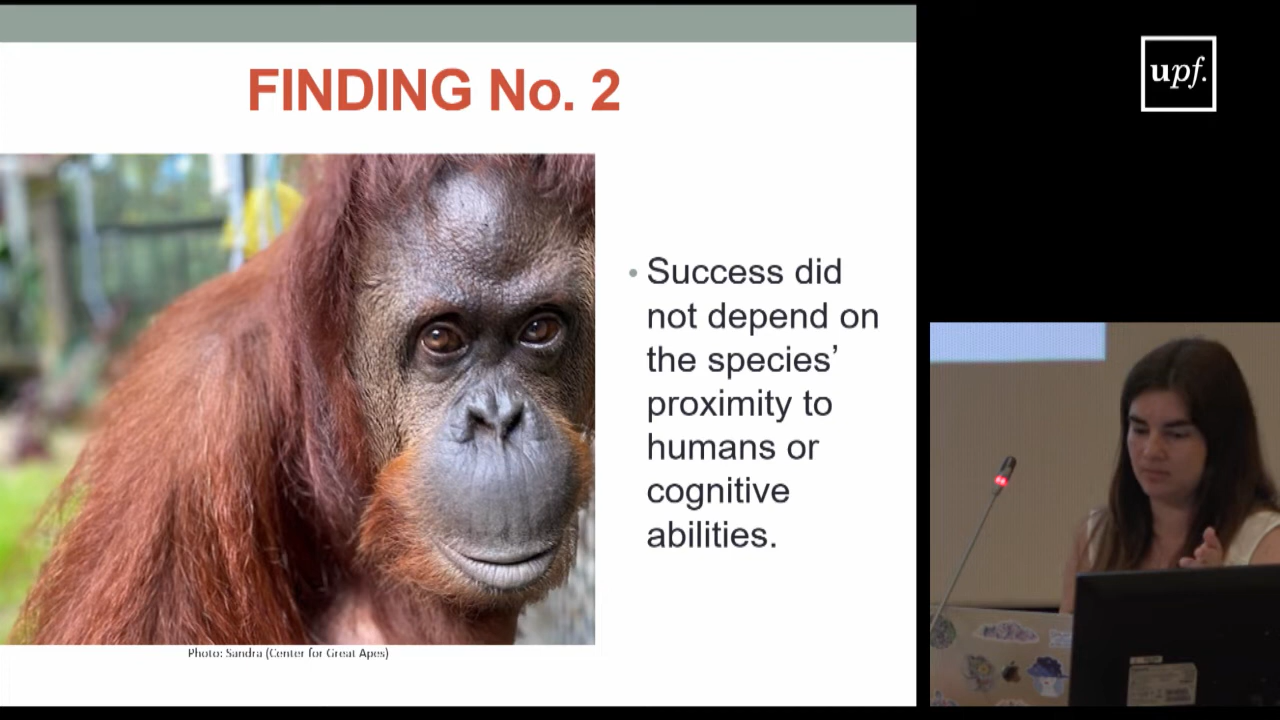 FINDING No. 2
upf.
• Success did
not depend on
the species’
proximity to
humans or
cognitive
abilities.
Photo: Sandra (Center for Great Apes)